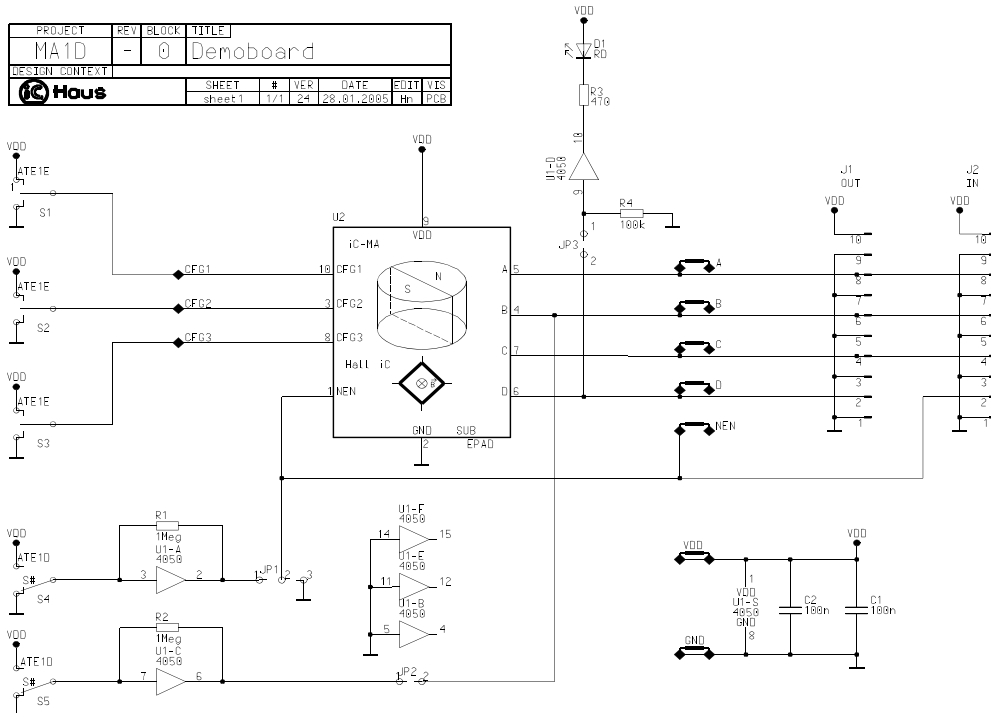 PROJECT REV BLOCK TITLE
MA1D - 0 Demoboard
DESIGN CONTEXT
iC Haus
SHEET # VER DATE EDIT VIS
sheet1 1/1 24 28.01.2005 Hn PCB
VDD
D1
RD
R3
470
10
U1-D
4050
9
R4
100k
1
JP3
2
VDD
ATE1E
1
S1
VDD
ATE1E
S2
VDD
ATE1E
S3
CFG1
CFG2
CFG3
VDD
9
U2
VDD
iC-MA
N
S
10 CFG1
3 CFG2
8 CFG3
Hall iC
B
1 NEN
A 5
B 4
C 7
D 6
GND SUB
2 EPAD
A
B
C
D
NEN
J1
OUT
VDD
10
9
8
7
6
5
4
3
2
1
J2
IN
VDD
10
9
8
7
6
5
4
3
2
1
VDD
ATE1D
S#
S4
R1
1Meg
U1-A
4050
3 2
JP1
1 2 3
VDD
ATE1D
S#
S5
R2
1Meg
U1-C
4050
7 6
JP2
1 2
U1-F
4050
14 15
U1-E
4050
11 12
U1-B
4050
5 4
VDD
GND
1
VDD
U1-S
4050
GND
8
C2
100n
VDD
C1
100n